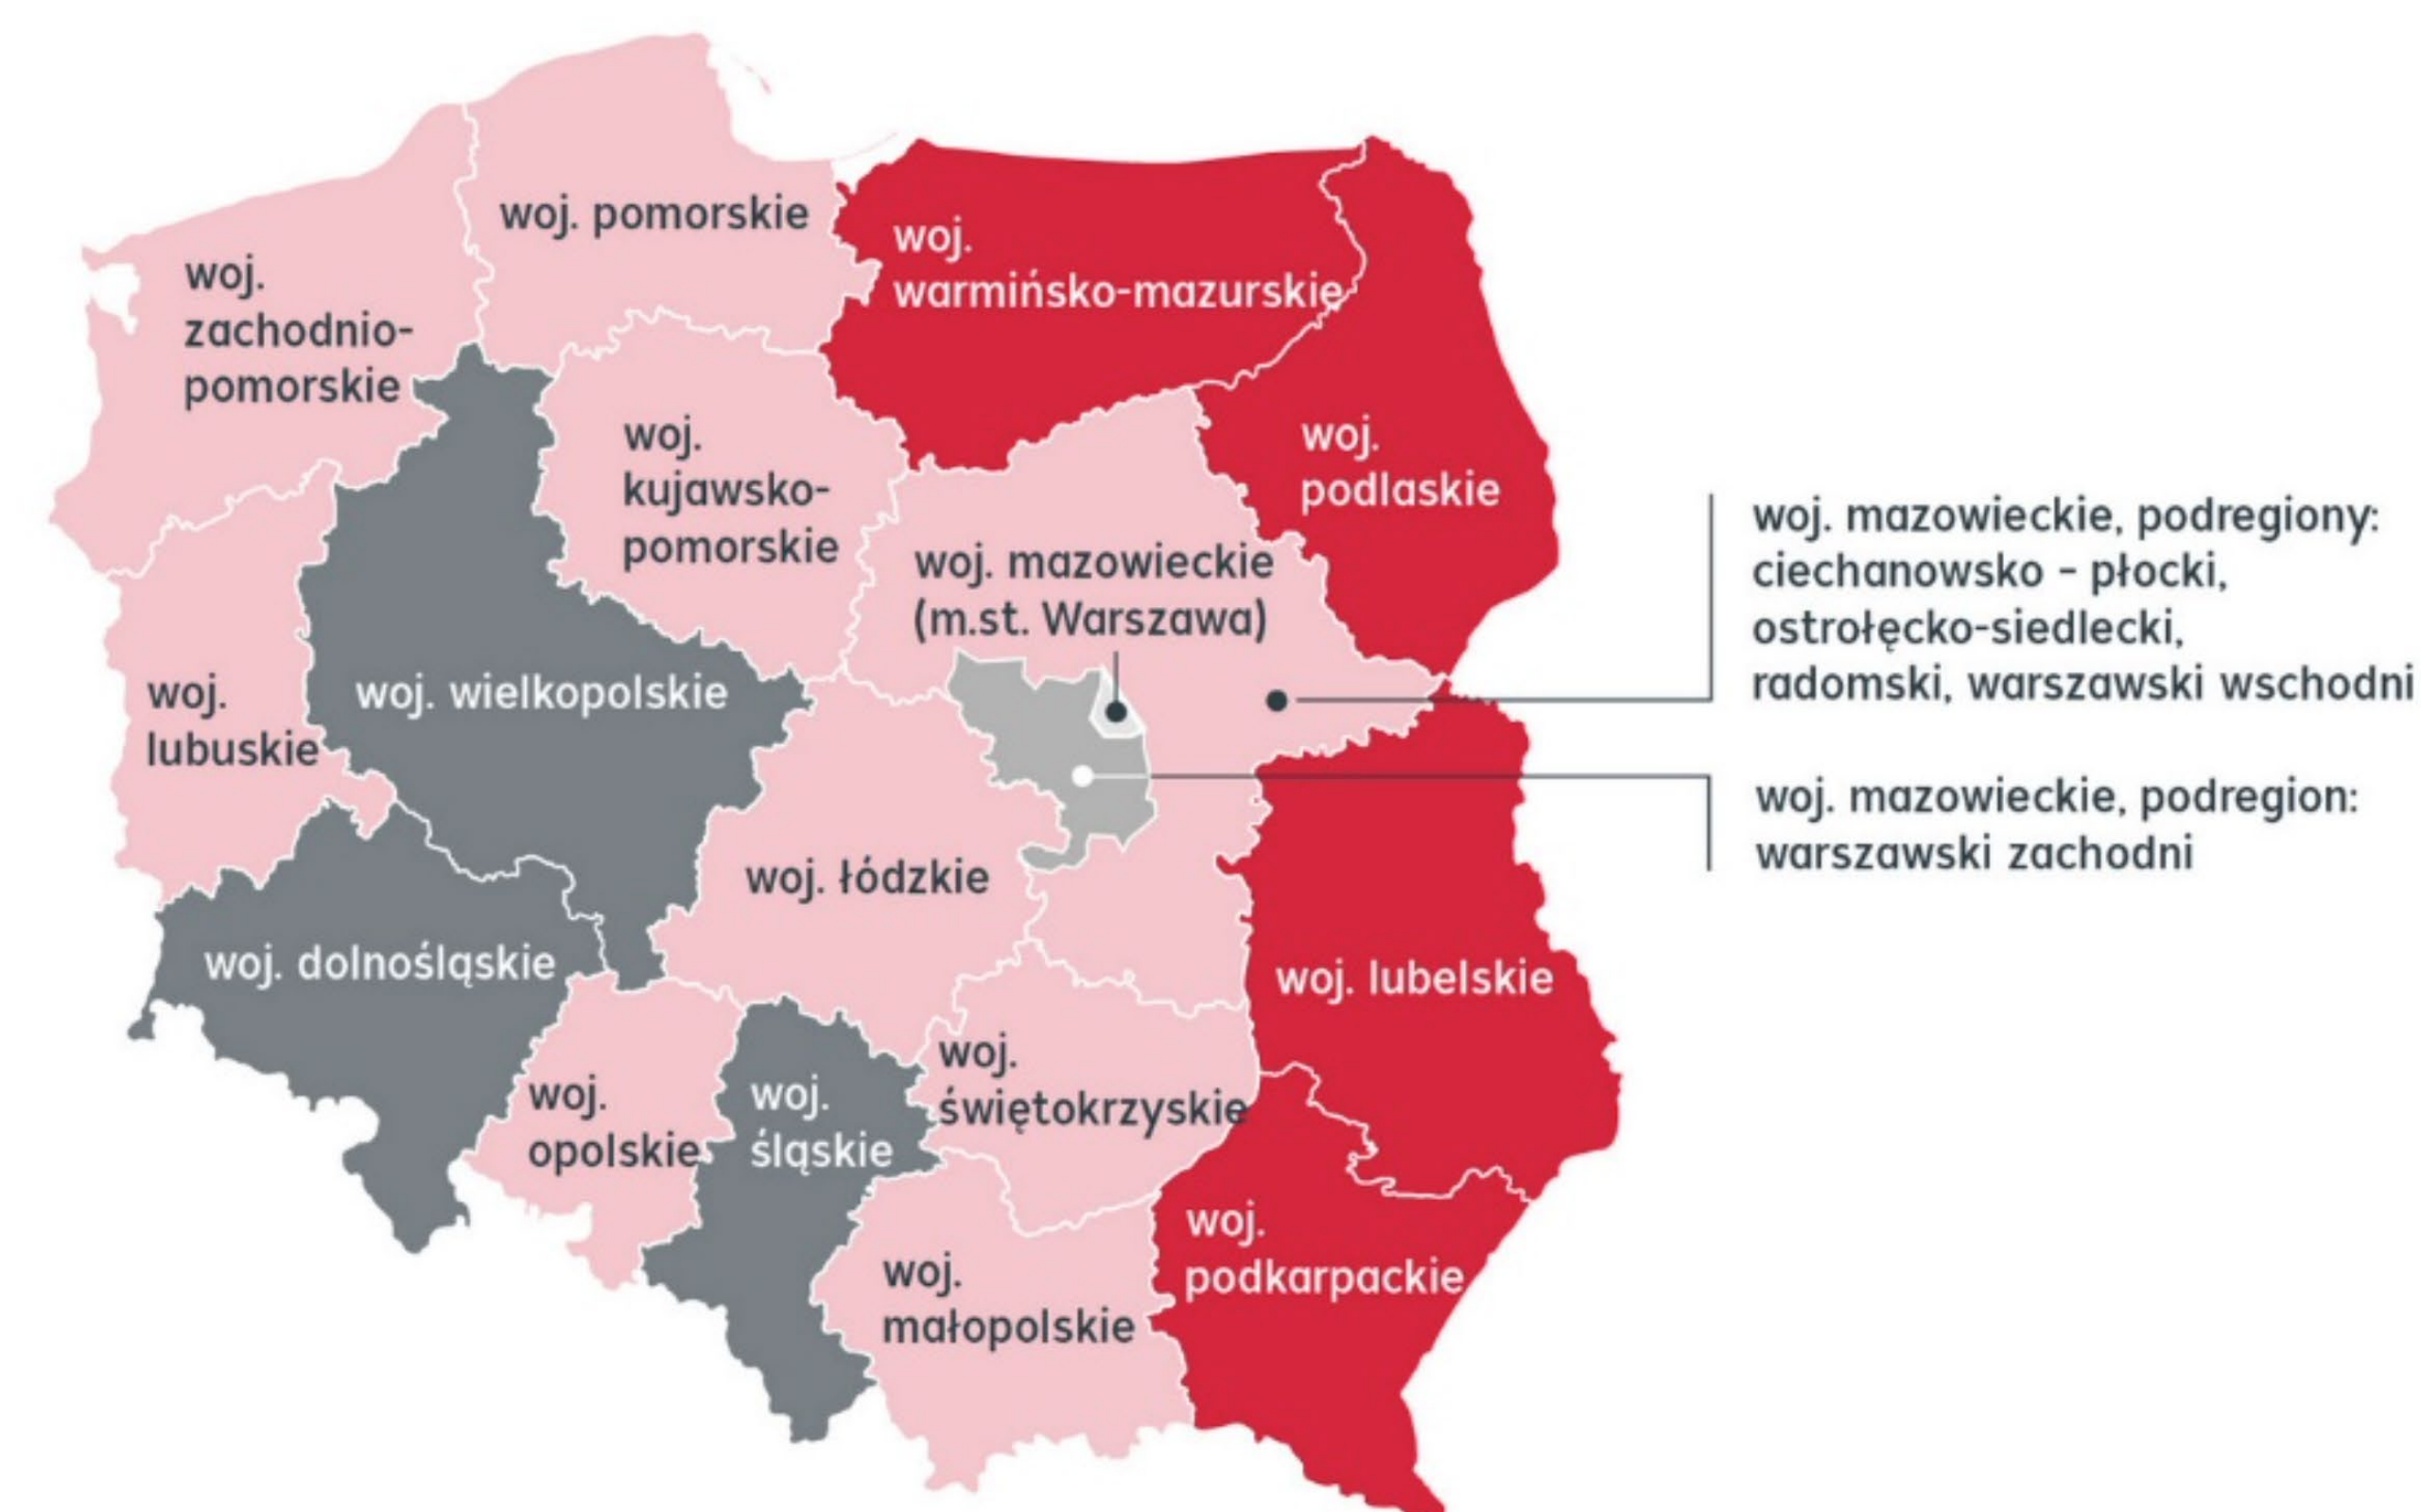 woj. pomorskie
woj.
zachodnio-
pomorskie
woj.
warmińsko-mazurskie
woj.
kujawsko-
pomorskie
woj.
podlaskie
woj. mazowieckie
(m.st. Warszawa)
woj. mazowieckie, podregiony:
ciechanowsko – płocki,
ostrołęcko-siedlecki,
radomski, warszawski wschodni
woj.
lubuskie
woj. wielkopolskie
woj. mazowieckie, podregion:
warszawski zachodni
woj. łódzkie
woj. dolnośląskie
woj. lubelskie
woj.
opolskie
woj.
śląskie
woj.
świętokrzyskie
woj.
małopolskie
woj.
podkarpackie